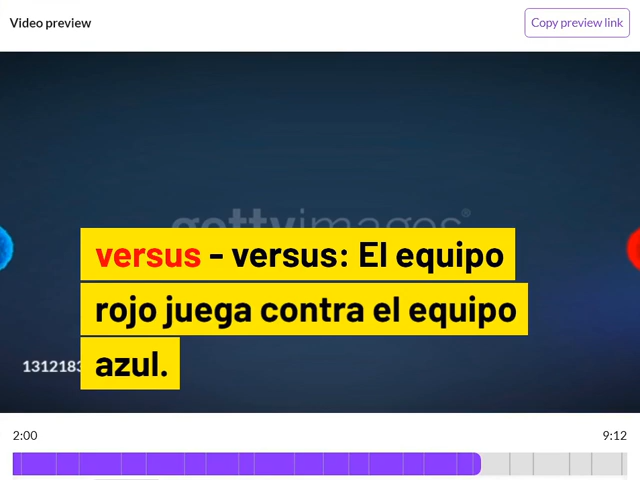 Video preview
Copy preview link
gettyimages®
versus - versus: El equipo
rojo juega contra el equipo
azul.
2:00
9:12